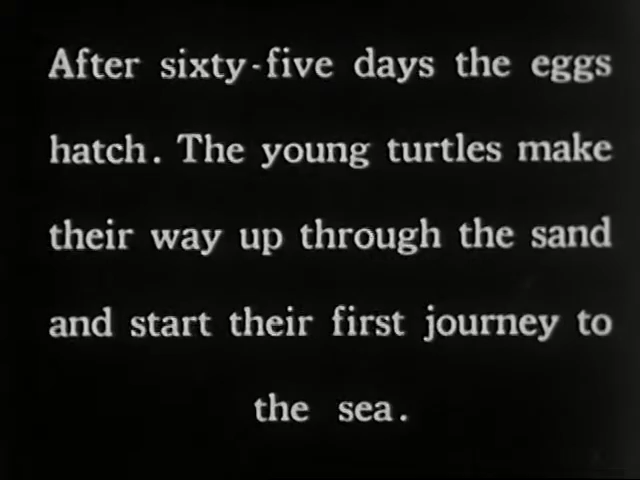 After sixty-five days the eggs
hatch. The young turtles make
their way up through the sand
and start their first journey to
the sea.